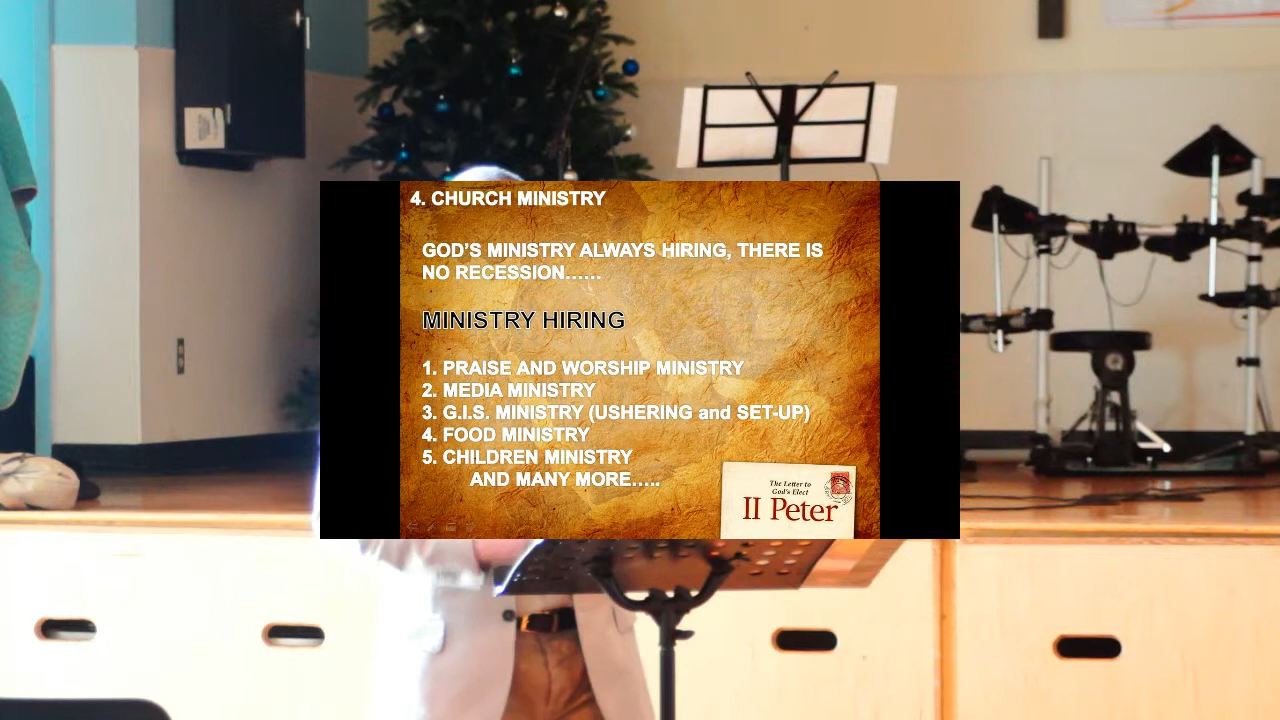 4. CHURCH MINISTRY
GOD'S MINISTRY ALWAYS HIRING, THERE IS
NO RECESSION......
MINISTRY HIRING
1. PRAISE AND WORSHIP MINISTRY
2. MEDIA MINISTRY
3. G.I.S. MINISTRY (USHERING and SET-UP)
4. FOOD MINISTRY
5. CHILDREN MINISTRY
AND MANY MORE.....
The Letter to
God's Elect
II Peter